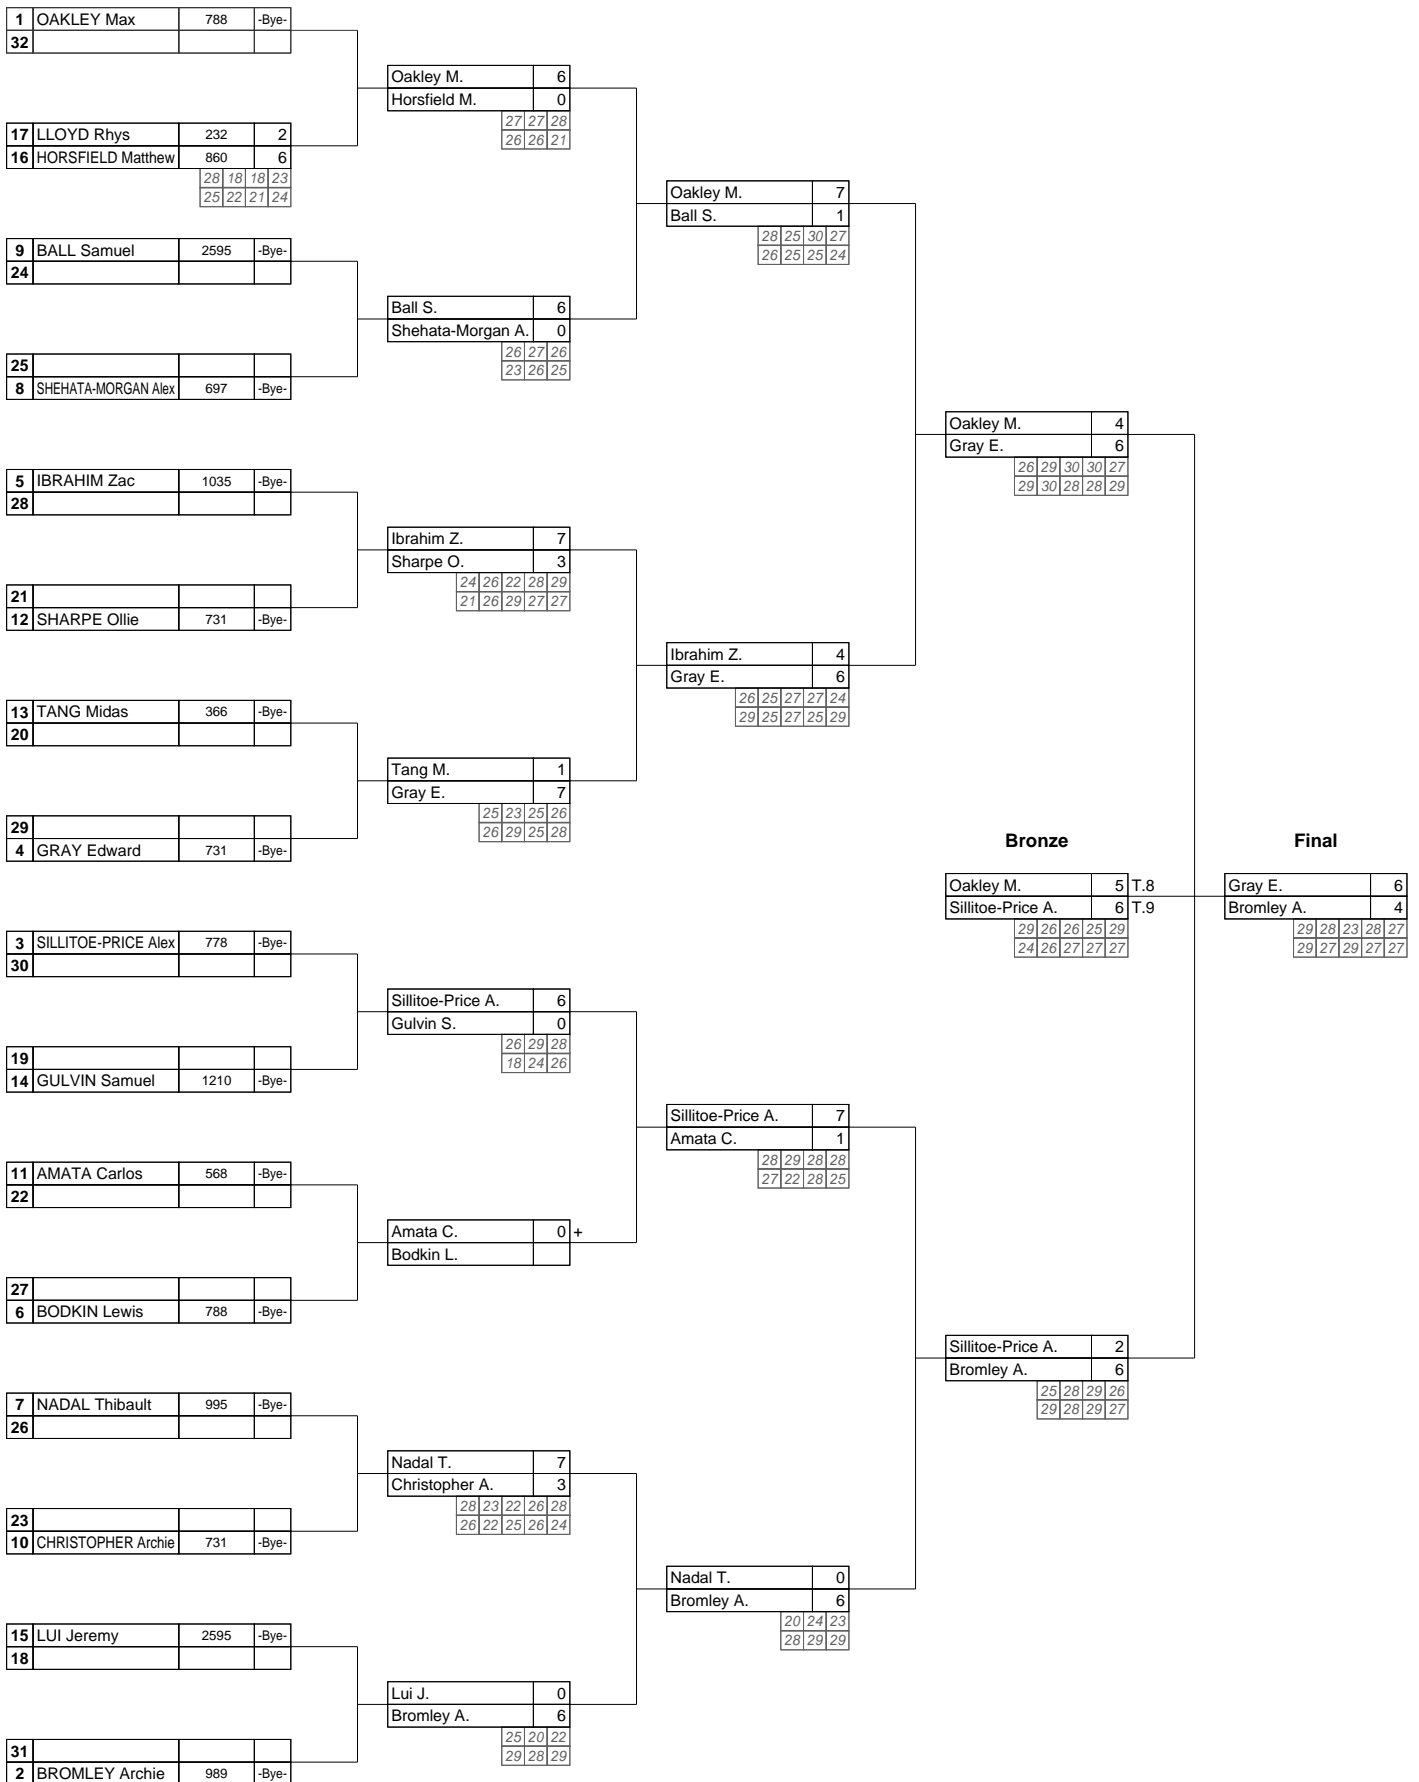 1 OAKLEY Max 788 -Bye-
32
Oakley M. 6
Horsfield M. 0
27 27 28
26 26 21
17 LLOYD Rhys 232 2
16 HORSFIELD Matthew 860 6
28 18 18 23
25 22 21 24
Oakley M. 7
Ball S. 1
28 25 30 27
26 25 25 24
9 BALL Samuel 2595 -Bye-
24
Ball S. 6
Shehata-Morgan A. 0
26 27 26
23 26 25
25
8 SHEHATA-MORGAN Alex 697 -Bye-
Oakley M. 4
Gray E. 6
26 29 30 30 27
29 30 28 28 29
5 IBRAHIM Zac 1035 -Bye-
28
Ibrahim Z. 7
Sharpe O. 3
24 26 22 28 29
21 26 29 27 27
21
12 SHARPE Ollie 731 -Bye-
Ibrahim Z. 4
Gray E. 6
26 25 27 27 24
29 25 27 25 29
13 TANG Midas 366 -Bye-
20
Tang M. 1
Gray E. 7
25 23 25 26
26 29 25 28
29
4 GRAY Edward 731 -Bye-
Bronze
Oakley M. 5 T.8
Sillitoe-Price A. 6 T.9
29 26 26 25 29
24 26 27 27 27
Final
Gray E. 6
Bromley A. 4
29 28 23 28 27
29 27 29 27 27
3 SILLITOE-PRICE Alex 778 -Bye-
30
Sillitoe-Price A. 6
Gulvin S. 0
26 29 28
18 24 26
19
14 GULVIN Samuel 1210 -Bye-
Sillitoe-Price A. 7
Amata C. 1
28 29 28 28
27 22 28 25
11 AMATA Carlos 568 -Bye-
22
Amata C. 0 +
Bodkin L.
27
6 BODKIN Lewis 788 -Bye-
Sillitoe-Price A. 2
Bromley A. 6
25 28 29 26
29 28 29 27
7 NADAL Thibault 995 -Bye-
26
Nadal T. 7
Christopher A. 3
28 23 22 26 28
26 22 25 26 24
23
10 CHRISTOPHER Archie 731 -Bye-
Nadal T. 0
Bromley A. 6
20 24 23
28 29 29
15 LUI Jeremy 2595 -Bye-
18
Lui J. 0
Bromley A. 6
25 20 22
29 28 29
31
2 BROMLEY Archie 989 -Bye-